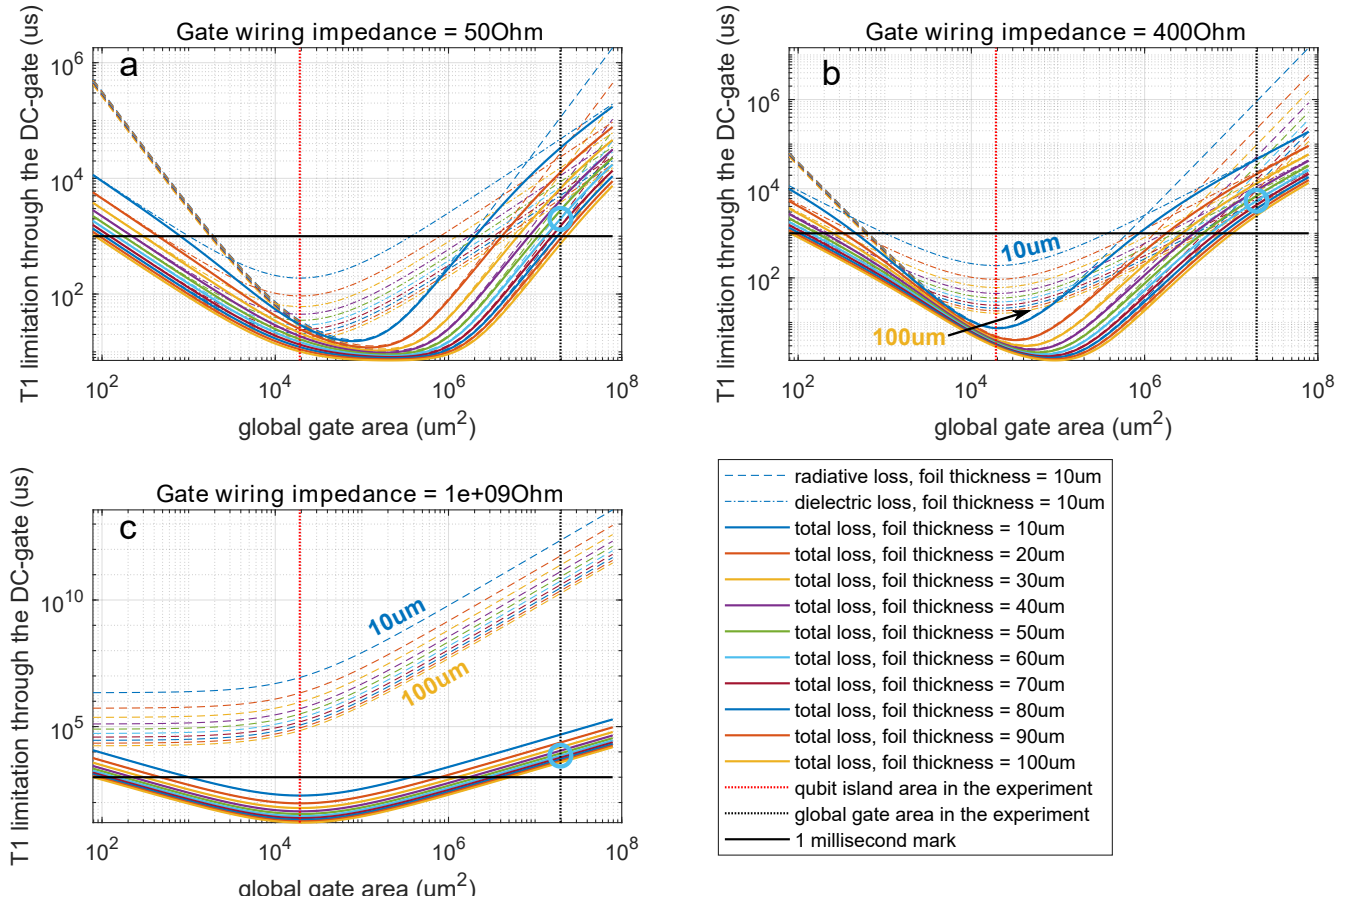 Gate wiring impedance = 50Ohm
a
T1 limitation through the DC-gate (us)
10^6
10^4
10^2
10^2
10^4
10^6
10^8
global gate area (um^2)
Gate wiring impedance = 400Ohm
b
T1 limitation through the DC-gate (us)
10^6
10^4
10^2
10um
100um
10^2
10^4
10^6
10^8
global gate area (um^2)
Gate wiring impedance = 1e+09Ohm
c
T1 limitation through the DC-gate (us)
10^10
10^5
10um
100um
10^2
10^4
10^6
10^8
global gate area (um^2)
radiative loss, foil thickness = 10um
dielectric loss, foil thickness = 10um
total loss, foil thickness = 10um
total loss, foil thickness = 20um
total loss, foil thickness = 30um
total loss, foil thickness = 40um
total loss, foil thickness = 50um
total loss, foil thickness = 60um
total loss, foil thickness = 70um
total loss, foil thickness = 80um
total loss, foil thickness = 90um
total loss, foil thickness = 100um
qubit island area in the experiment
global gate area in the experiment
1 millisecond mark